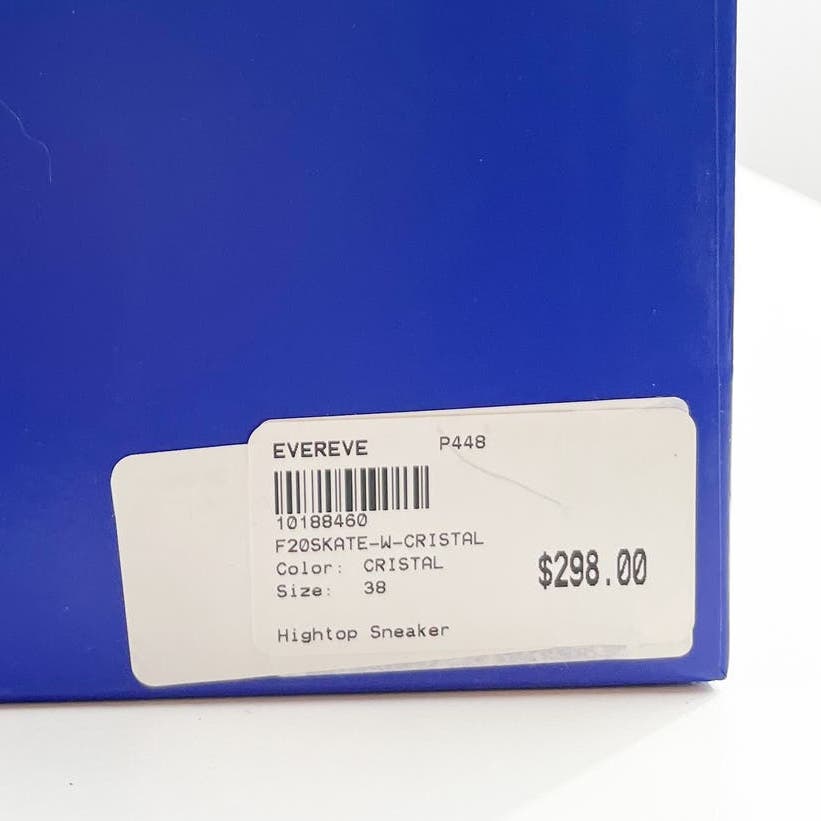 EVEREVE P448
10188460
F20SKATE-W-CRISTAL
Color: CRISTAL
Size: 38
$298.00
Hightop Sneaker